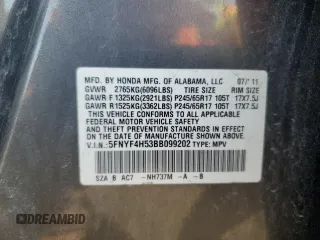 MFD. BY HONDA MFG. OF ALABAMA, LLC 07/11
GVWR 2765KG(6096LBS) TIRE SIZE RIM SIZE
GAWR F 1325KG(2921LBS) P245/65R17 105T 17X7.5J
GAWR R 1525KG(3362LBS) P245/65R17 105T 17X7.5J
THIS VEHICLE CONFORMS TO ALL APPLICABLE
FEDERAL MOTOR VEHICLE SAFETY AND
STANDARDS IN EFFECT ON THE DATE OF
MANUFACTURE SHOWN ABOVE.
V.I.N.:5FNYF4H53BB099202 TYPE: MPV
SZA B AC7 NH737M -A -B
© DREAMBID